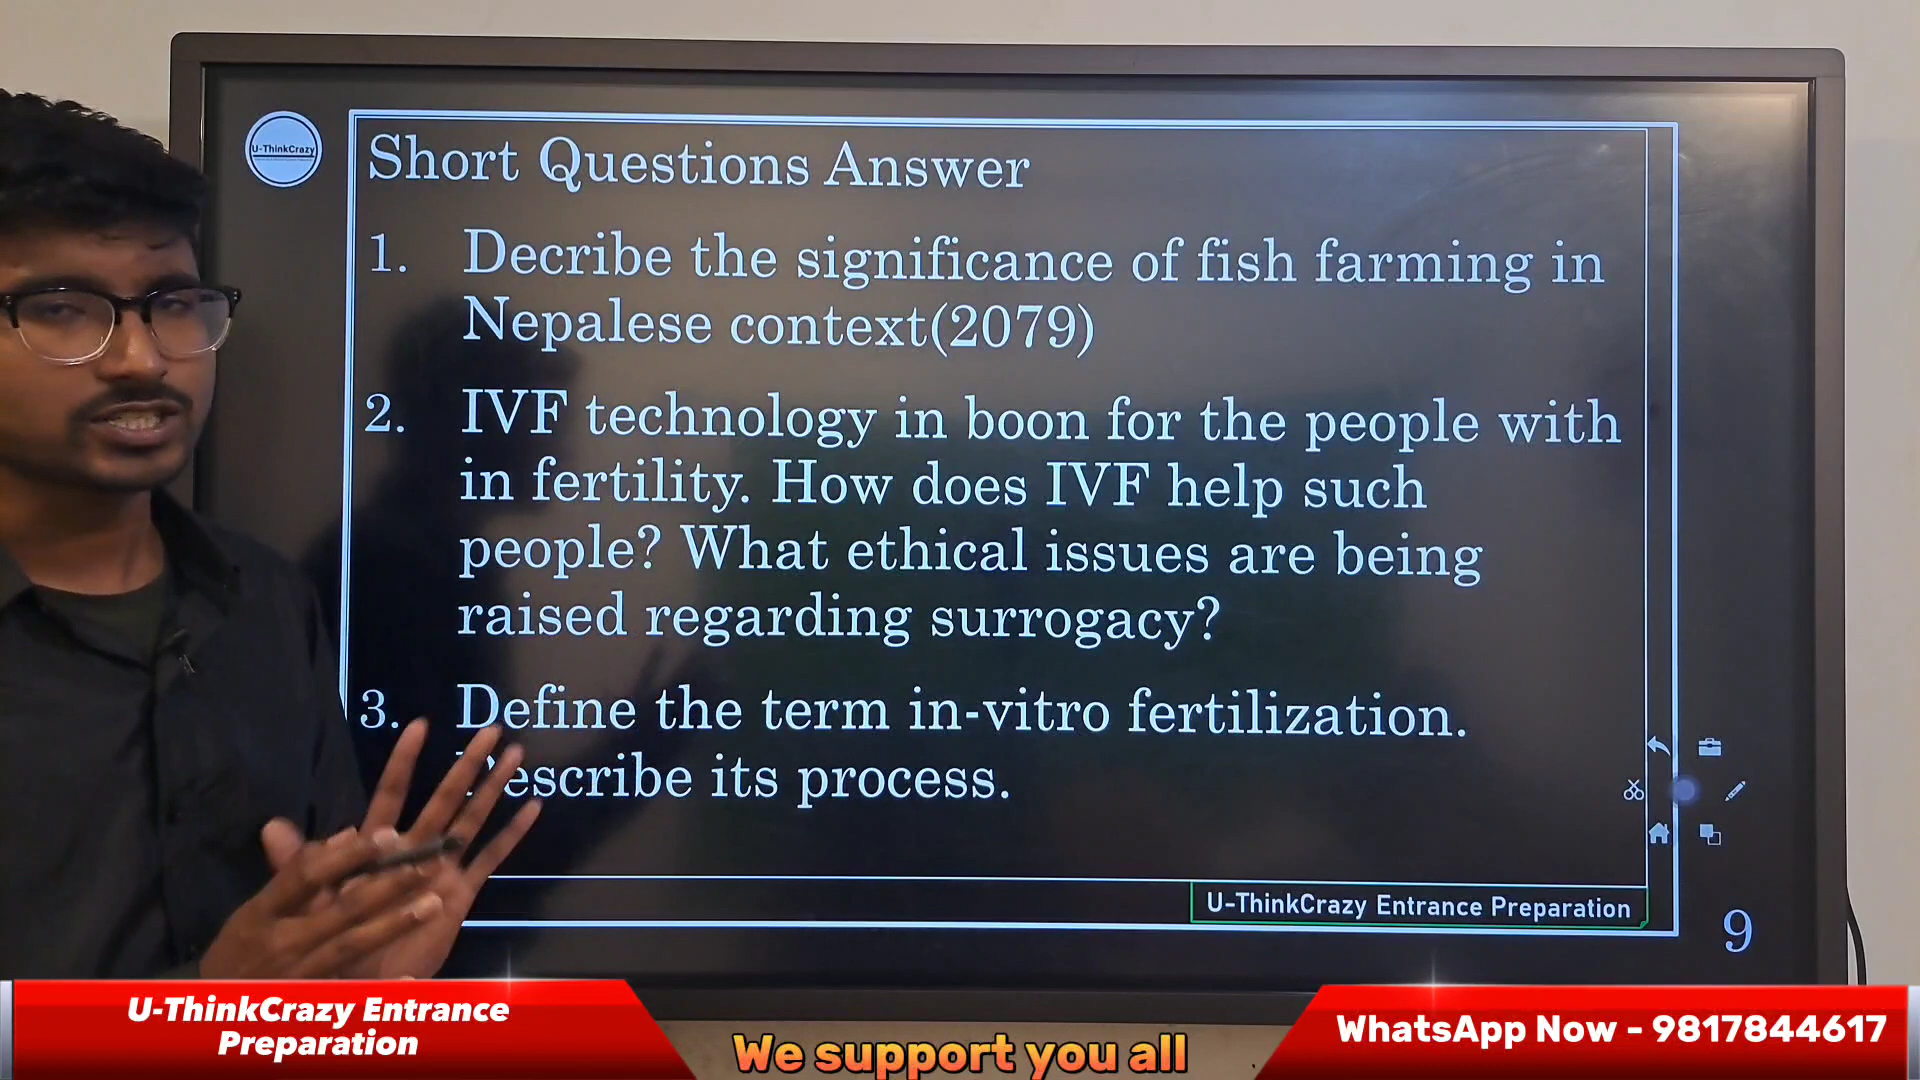 U-ThinkCrazy
Short Questions Answer
1. Decribe the significance of fish farming in
Nepalese context(2079)
2. IVF technology in boon for the people with
in fertility. How does IVF help such
people? What ethical issues are being
raised regarding surrogacy?
3. Define the term in-vitro fertilization.
Describe its process.
U-ThinkCrazy Entrance Preparation
9
U-ThinkCrazy Entrance
Preparation
We support you all
WhatsApp Now - 9817844617